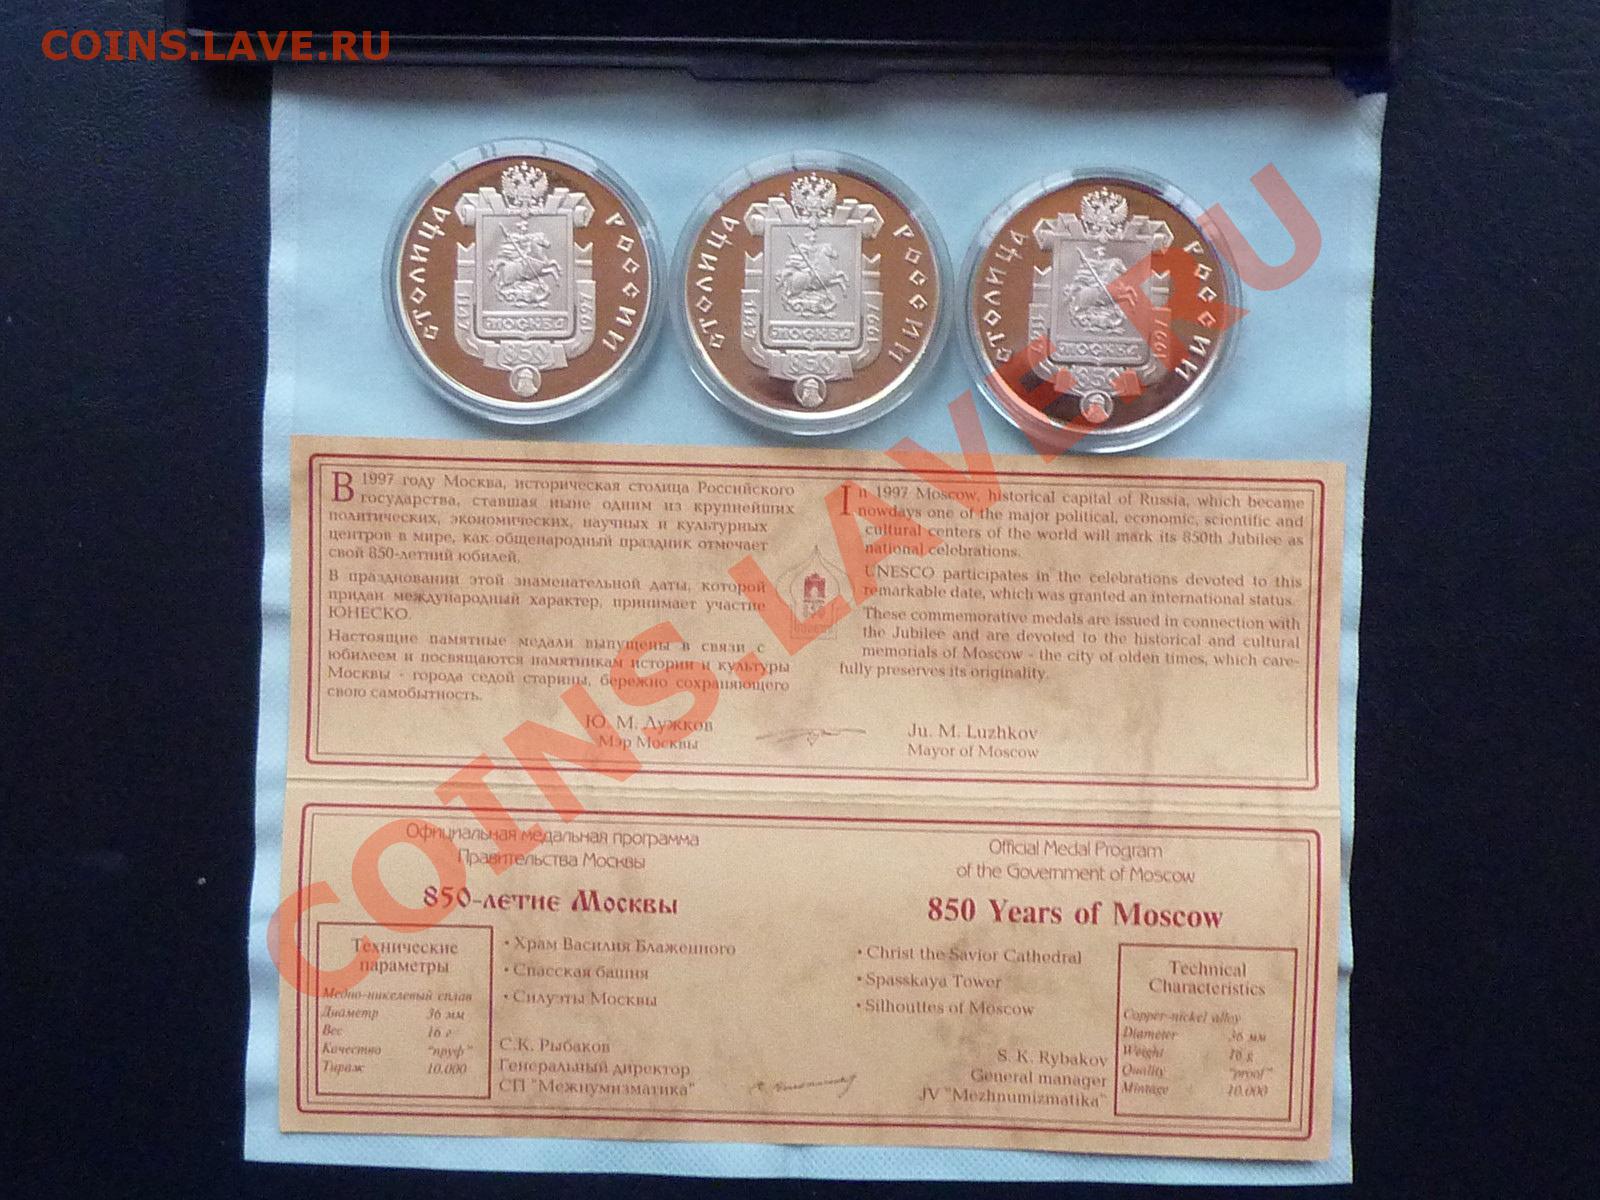 COINS.LAVE.RU
СТОЛИЦА РОССИИ
1147 1997
МОСКВА
850
СТОЛИЦА РОССИИ
1147 1997
МОСКВА
850
СТОЛИЦА РОССИИ
1147 1997
МОСКВА
850
В 1997 году Москва, историческая столица Российского
государства, ставшая ныне одним из крупнейших
политических, экономических, научных и культурных
центров в мире, как общенародный праздник отмечает
свой 850-летний юбилей.
В праздновании этой знаменательной даты, которой
придан международный характер, принимает участие
ЮНЕСКО.
Настоящие памятные медали выпущены в связи с
юбилеем и посвящаются памятникам истории и культуры
Москвы - города седой старины, бережно сохраняющего
свою самобытность.
Ю. М. Лужков
Мэр Москвы
In 1997 Moscow, historical capital of Russia, which became
nowdays one of the major political, economic, scientific and
cultural centers of the world will mark its 850th Jubilee as
national celebrations.
UNESCO participates in the celebrations devoted to this
remarkable date, which was granted an international status.
These commemorative medals are issued in connection with
the Jubilee and are devoted to the historical and cultural
memorials of Moscow - the city of olden times, which care-
fully preserves its originality.
Ju. M. Luzhkov
Mayor of Moscow
Официальная медальная программа
Правительства Москвы
850-летие Москвы
Технические
параметры
Медно-никелевый сплав
Диаметр 36 мм
Вес 16 г
Качество "пруф"
Тираж 10.000
• Храм Василия Блаженного
• Спасская башня
• Силуэты Москвы
С.К. Рыбаков
Генеральный директор
СП "Межнумизматика"
Official Medal Program
of the Government of Moscow
850 Years of Moscow
• Christ the Savior Cathedral
• Spasskaya Tower
• Silhouttes of Moscow
S. K. Rybakov
General manager
JV "Mezhnumizmatika"
Technical
Characteristics
Copper-nickel alloy
Diameter 36 мм
Weight 16 g
Quality "proof"
Mintage 10.000
COINS.LAVE.RU